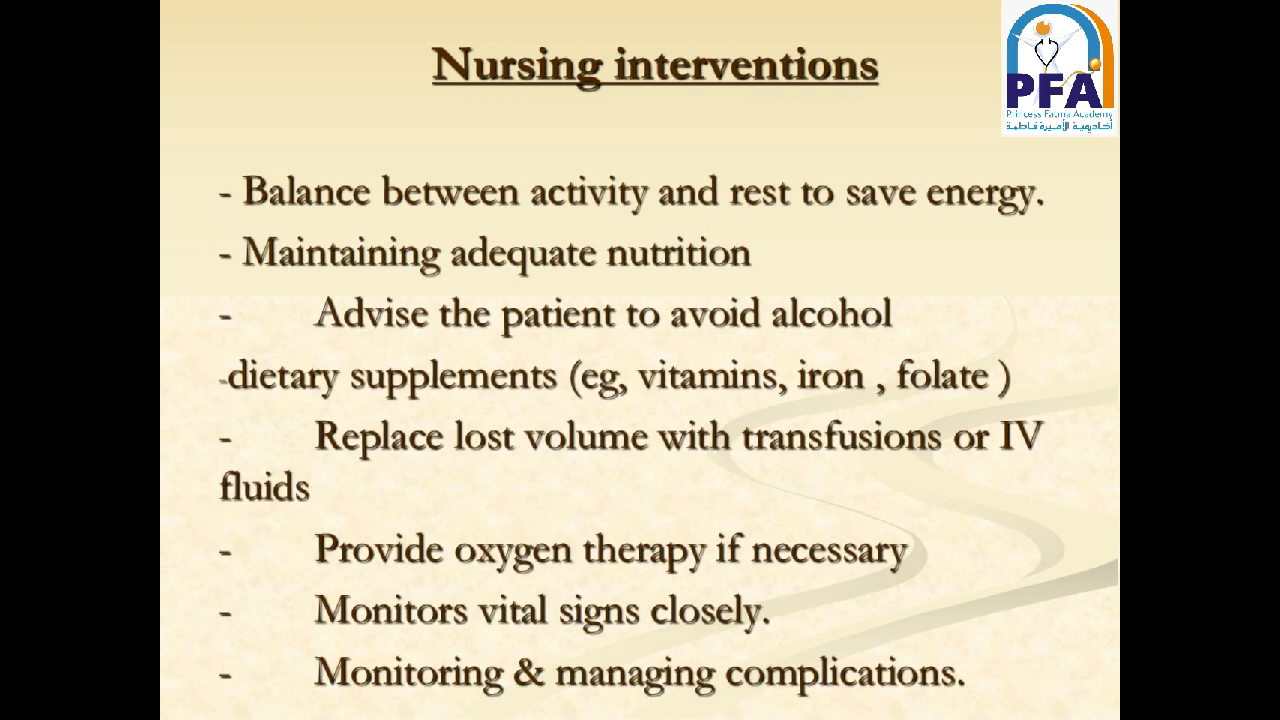 Nursing interventions
PFA
Princess Fatma Academy
أكاديمية الأميرة فاطمة
- Balance between activity and rest to save energy.
- Maintaining adequate nutrition
- Advise the patient to avoid alcohol
-dietary supplements (eg, vitamins, iron , folate )
- Replace lost volume with transfusions or IV
fluids
- Provide oxygen therapy if necessary
- Monitors vital signs closely.
- Monitoring & managing complications.